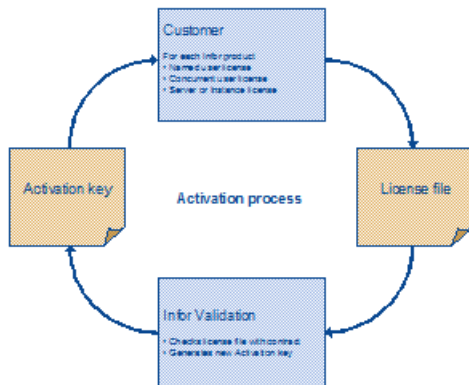 Customer
For each Infor product
• Named user license
• Concurrent user license
• Server or Instance license
Activation key
Activation process
License file
Infor Validation
• Checks license file with contract
• Generates new Activation key